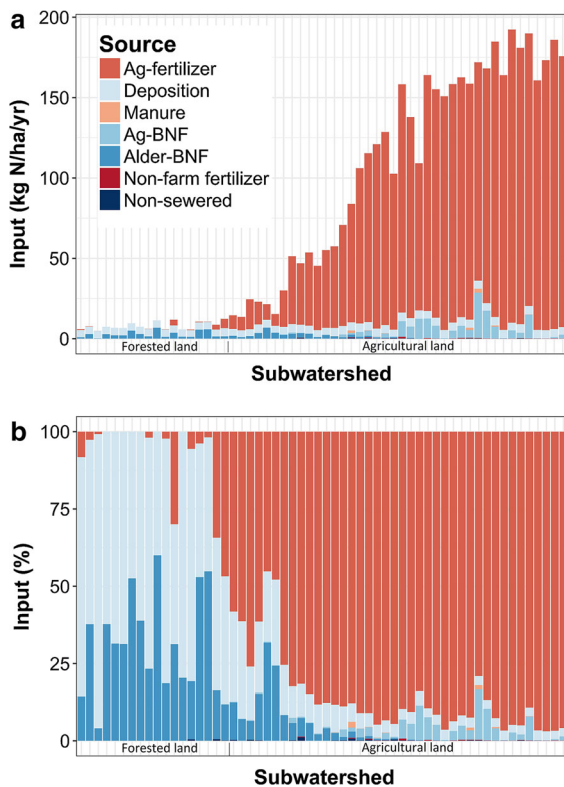 a
200
150
100
50
0
Input (kg N/ha/yr)
Source
Ag-fertilizer
Deposition
Manure
Ag-BNF
Alder-BNF
Non-farm fertilizer
Non-sewered
Forested land
Agricultural land
Subwatershed
b
100
75
50
25
0
Input (%)
Forested land
Agricultural land
Subwatershed